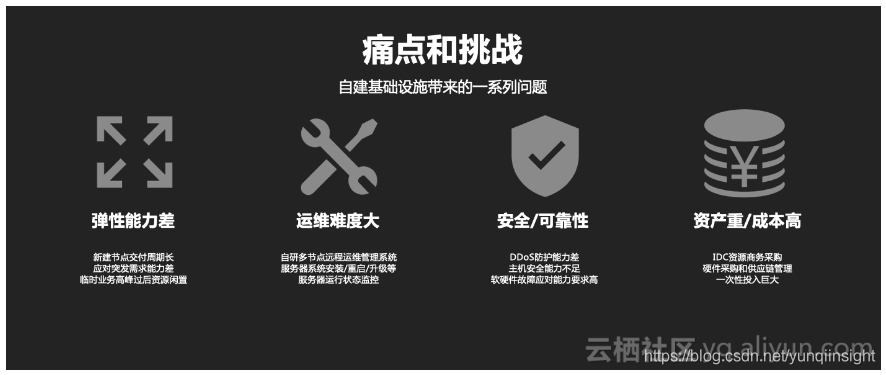 痛点和挑战
自建基础设施带来的一系列问题
弹性能力差
新建节点交付周期长
应对突发需求能力差
临时业务高峰过后资源闲置
运维难度大
自研多节点远程运维管理系统
服务器系统安装/重启/升级等
服务器运行状态监控
安全/可靠性
DDoS防护能力差
主机安全能力不足
软硬件故障应对能力要求高
资产重/成本高
IDC资源商务采购
硬件采购和供应链管理
一次性投入巨大
云栖社区 yq.aliyun.com
https://blog.csdn.net/yunqiinsight